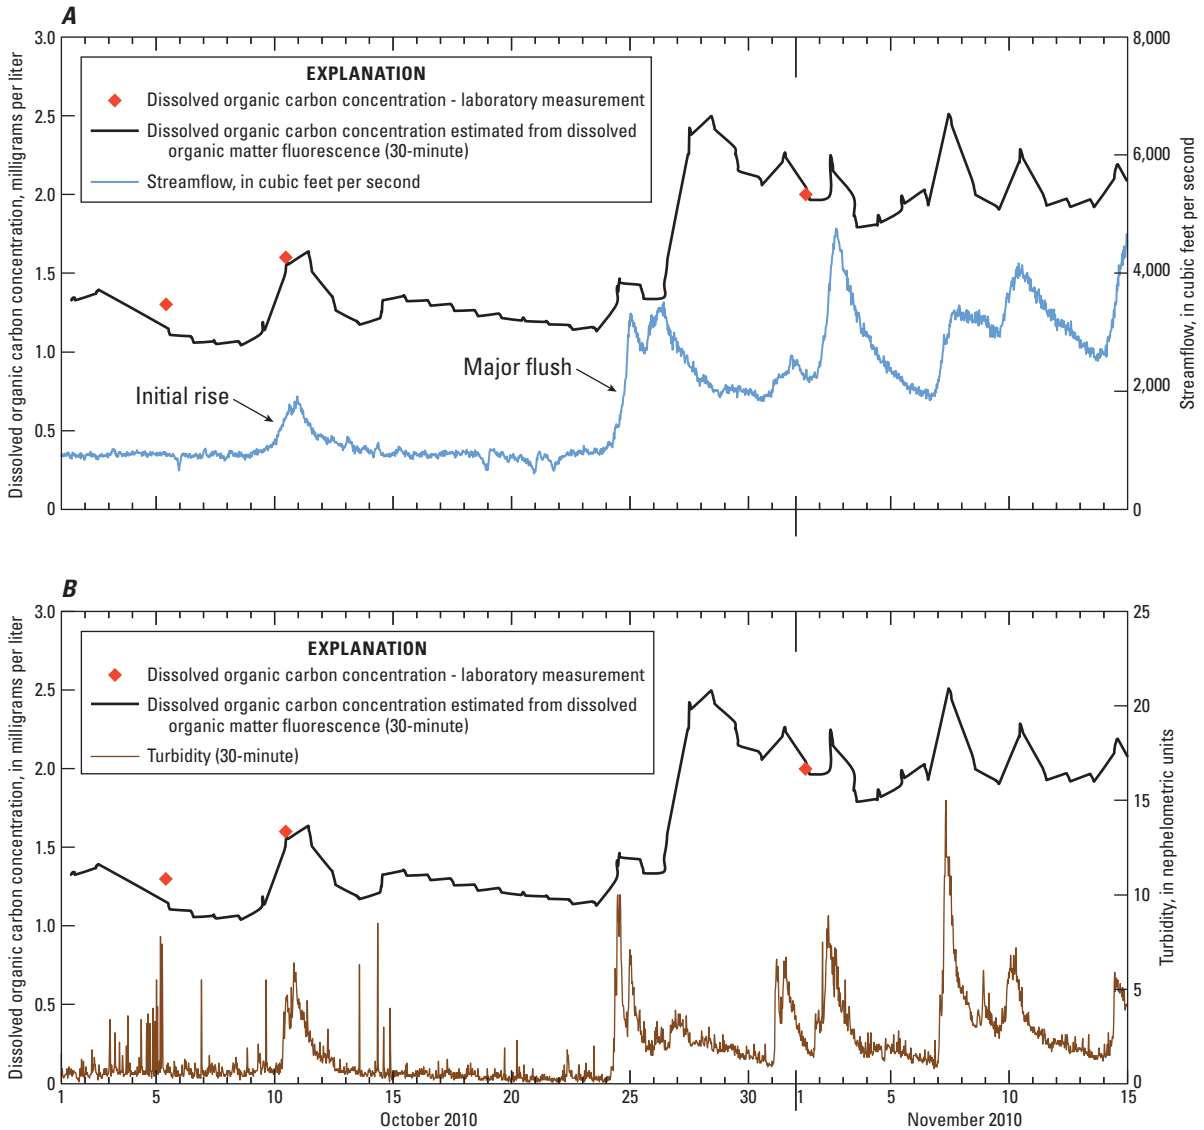 A
3.0
2.5
2.0
1.5
1.0
0.5
0
Dissolved organic carbon concentration, milligrams per liter
EXPLANATION
Dissolved organic carbon concentration - laboratory measurement
Dissolved organic carbon concentration estimated from dissolved
organic matter fluorescence (30-minute)
Streamflow, in cubic feet per second
Initial rise
Major flush
8,000
6,000
4,000
2,000
0
Streamflow, in cubic feet per second
B
3.0
2.5
2.0
1.5
1.0
0.5
0
Dissolved organic carbon concentration, in milligrams per liter
EXPLANATION
Dissolved organic carbon concentration - laboratory measurement
Dissolved organic carbon concentration estimated from dissolved
organic matter fluorescence (30-minute)
Turbidity (30-minute)
25
20
15
10
5
0
Turbidity, in nephelometric units
1 5 10 15 20 25 30 1 5 10 15
October 2010 November 2010